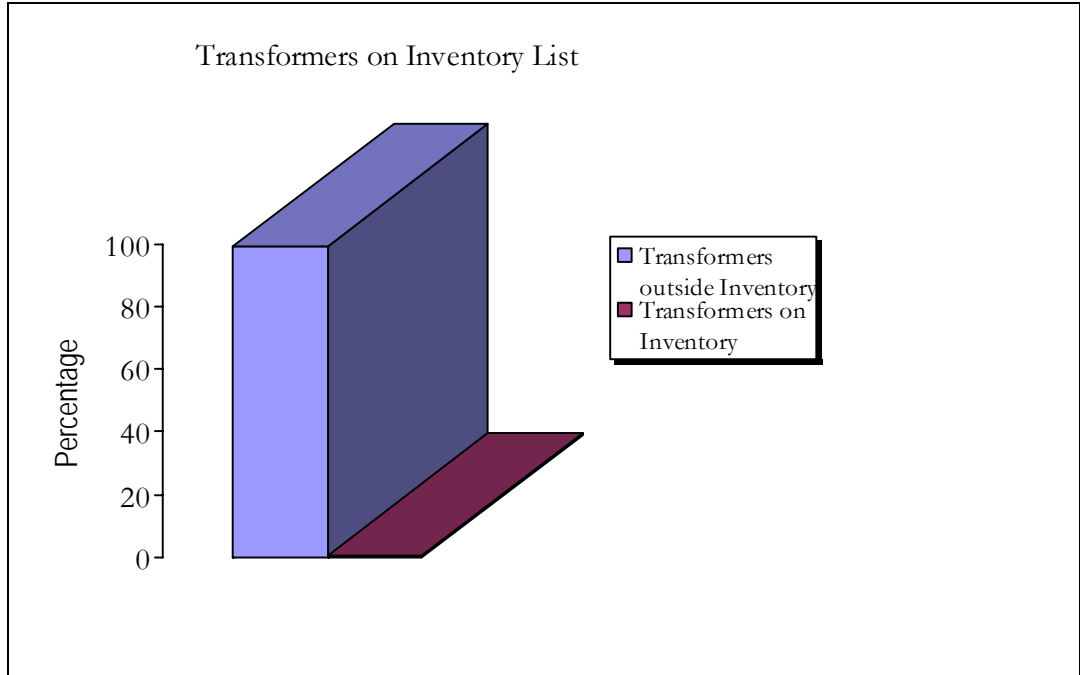 Transformers on Inventory List
100
80
60
40
20
0
Percentage
Transformers
outside Inventory
Transformers on
Inventory